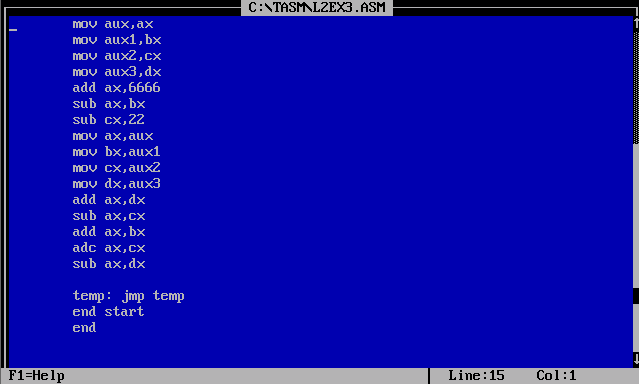 C:\TASM\L2EX3.ASM
mov aux,ax
mov aux1,bx
mov aux2,cx
mov aux3,dx
add ax,6666
sub ax,bx
sub cx,22
mov ax,aux
mov bx,aux1
mov cx,aux2
mov dx,aux3
add ax,dx
sub ax,cx
add ax,bx
adc ax,cx
sub ax,dx
temp: jmp temp
end start
end
F1=Help Line:15 Col:1